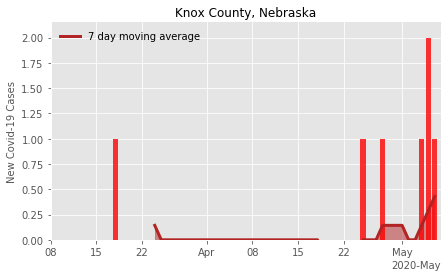 Knox County, Nebraska
7 day moving average
New Covid-19 Cases
2.00
1.75
1.50
1.25
1.00
0.75
0.50
0.25
0.00
08 15 22 Apr 08 15 22 May
2020-May